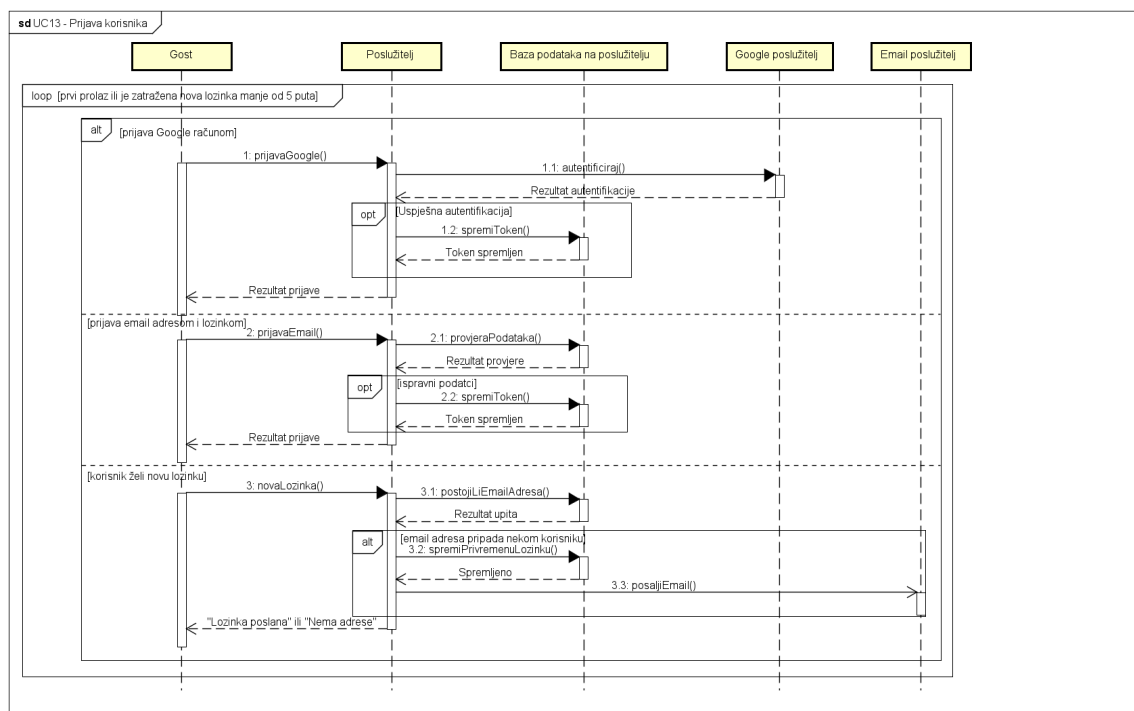 sd UC13 - Prijava korisnika
Gost
Poslužitelj
Baza podataka na poslužitelju
Google poslužitelj
Email poslužitelj
loop [prvi prolaz ili je zatražena nova lozinka manje od 5 puta]
alt [prijava Google računom]
1: prijavaGoogle()
1.1: autentificiraj()
Rezultat autentifikacije
opt [Uspješna autentifikacija]
1.2: spremiToken()
Token spremljen
Rezultat prijave
[prijava email adresom i lozinkom]
2: prijavaEmail()
2.1: provjeraPodataka()
Rezultat provjere
opt [ispravni podatci]
2.2: spremiToken()
Token spremljen
Rezultat prijave
[korisnik želi novu lozinku]
3: novaLozinka()
3.1: postojiLiEmailAdresa()
Rezultat upita
alt [email adresa pripada nekom korisniku]
3.2: spremiPrivremenuLozinku()
Spremljeno
3.3: posaljiEmail()
"Lozinka poslana" ili "Nema adrese"